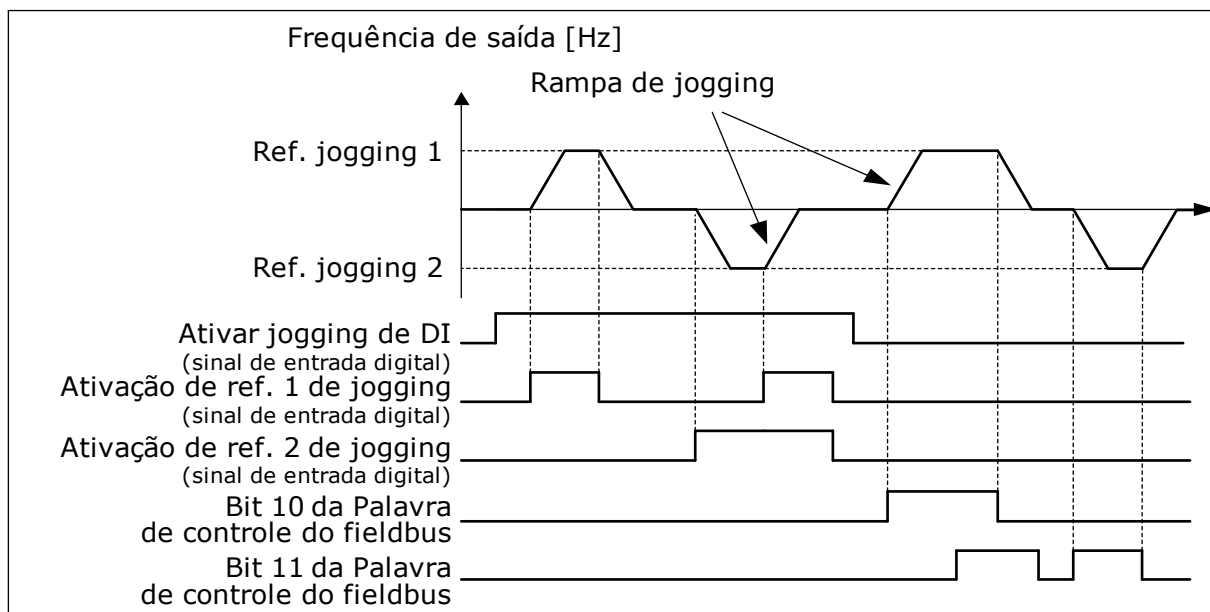 Frequência de saída [Hz]
Rampa de jogging
Ref. jogging 1
Ref. jogging 2
Ativar jogging de DI
(sinal de entrada digital)
Ativação de ref. 1 de jogging
(sinal de entrada digital)
Ativação de ref. 2 de jogging
(sinal de entrada digital)
Bit 10 da Palavra
de controle do fieldbus
Bit 11 da Palavra
de controle do fieldbus